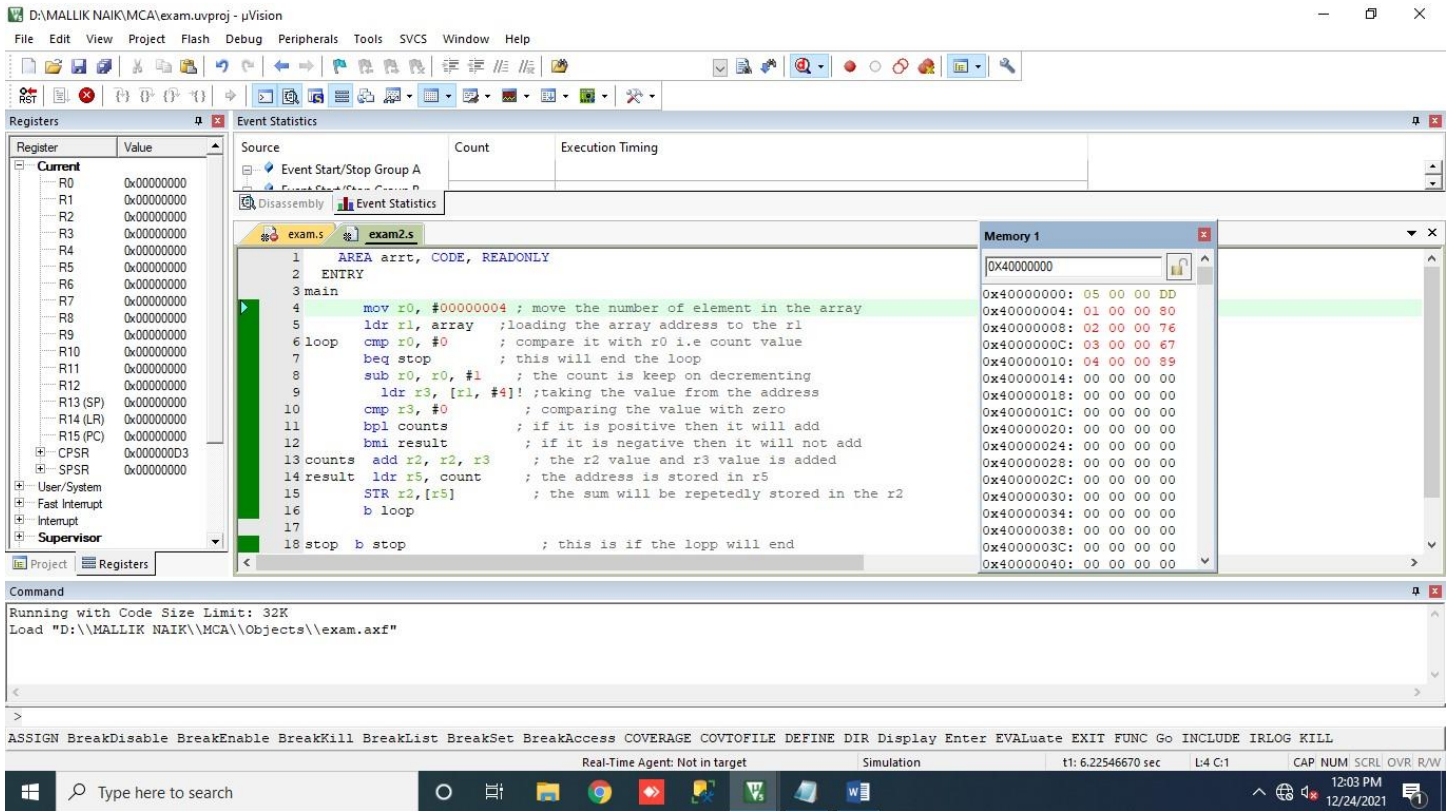 D:\MALLIK NAIK\MCA\exam.uvproj - µVision
File Edit View Project Flash Debug Peripherals Tools SVCS Window Help
RST
Registers
Register Value
Current
R0 0x00000000
R1 0x00000000
R2 0x00000000
R3 0x00000000
R4 0x00000000
R5 0x00000000
R6 0x00000000
R7 0x00000000
R8 0x00000000
R9 0x00000000
R10 0x00000000
R11 0x00000000
R12 0x00000000
R13 (SP) 0x00000000
R14 (LR) 0x00000000
R15 (PC) 0x00000000
CPSR 0x000000D3
SPSR 0x00000000
User/System
Fast Interrupt
Interrupt
Supervisor
Project Registers
Event Statistics
Source Count Execution Timing
Event Start/Stop Group A
Disassembly Event Statistics
exam.s exam2.s
1 AREA arrt, CODE, READONLY
2 ENTRY
3 main
4 mov r0, #00000004 ; move the number of element in the array
5 ldr r1, array ;loading the array address to the r1
6 loop cmp r0, #0 ; compare it with r0 i.e count value
7 beq stop ; this will end the loop
8 sub r0, r0, #1 ; the count is keep on decrementing
9 ldr r3, [r1, #4]! ;taking the value from the address
10 cmp r3, #0 ; comparing the value with zero
11 bpl counts ; if it is positive then it will add
12 bmi result ; if it is negative then it will not add
13 counts add r2, r2, r3 ; the r2 value and r3 value is added
14 result ldr r5, count ; the address is stored in r5
15 STR r2,[r5] ; the sum will be repetedly stored in the r2
16 b loop
17
18 stop b stop ; this is if the lopp will end
Memory 1
0X40000000
0x40000000: 05 00 00 DD
0x40000004: 01 00 00 80
0x40000008: 02 00 00 76
0x4000000C: 03 00 00 67
0x40000010: 04 00 00 89
0x40000014: 00 00 00 00
0x40000018: 00 00 00 00
0x4000001C: 00 00 00 00
0x40000020: 00 00 00 00
0x40000024: 00 00 00 00
0x40000028: 00 00 00 00
0x4000002C: 00 00 00 00
0x40000030: 00 00 00 00
0x40000034: 00 00 00 00
0x40000038: 00 00 00 00
0x4000003C: 00 00 00 00
0x40000040: 00 00 00 00
Command
Running with Code Size Limit: 32K
Load "D:\\MALLIK NAIK\\MCA\\Objects\\exam.axf"
>
ASSIGN BreakDisable BreakEnable BreakKill BreakList BreakSet BreakAccess COVERAGE COVTOFILE DEFINE DIR Display Enter EVALuate EXIT FUNC Go INCLUDE IRLOG KILL
Real-Time Agent: Not in target Simulation t1: 6.22546670 sec L:4 C:1 CAP NUM SCRL OVR R/W
Type here to search
12:03 PM
12/24/2021
1